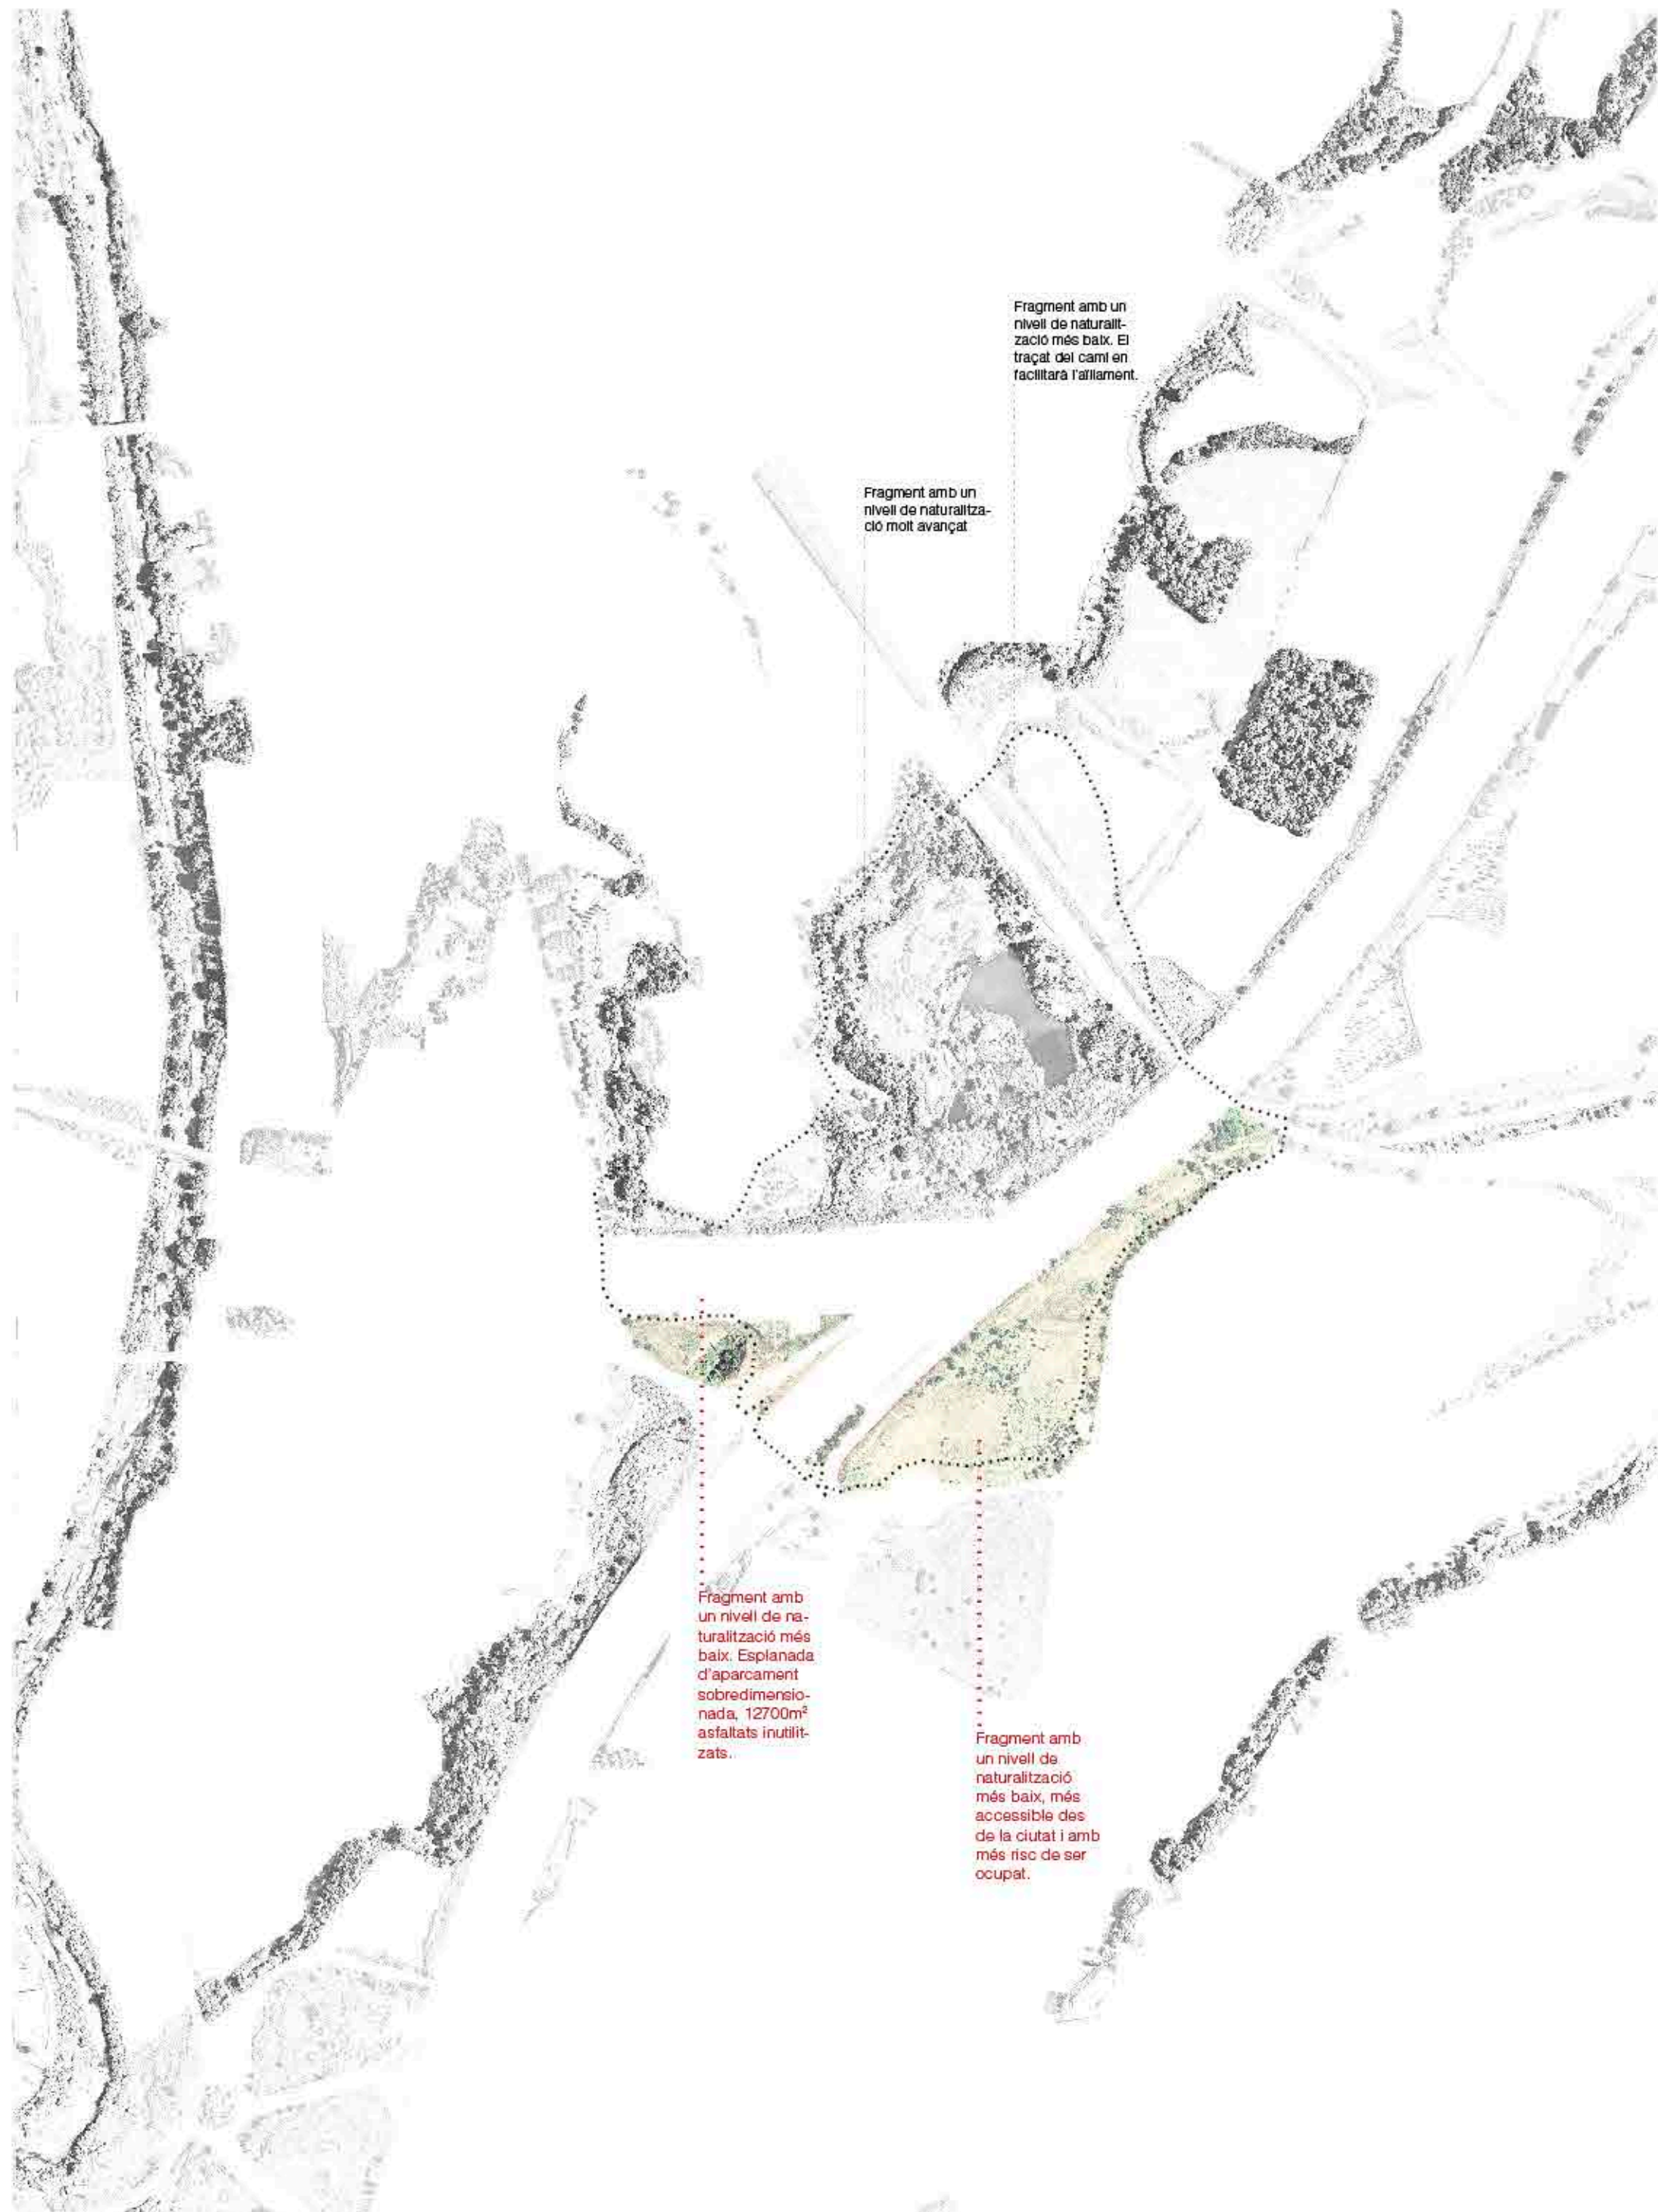 Fragment amb un
nivell de naturalit-
zació més baix. El
traçat del camí en
facilitarà l'aïllament.
Fragment amb un
nivell de naturalitza-
ció molt avançat
Fragment amb
un nivell de na-
turalització més
baix. Esplanada
d'aparcament
sobredimensio-
nada, 12700m²
asfaltats inutilit-
zats.
Fragment amb
un nivell de
naturalització
més baix, més
accessible des
de la ciutat i amb
més risc de ser
ocupat.